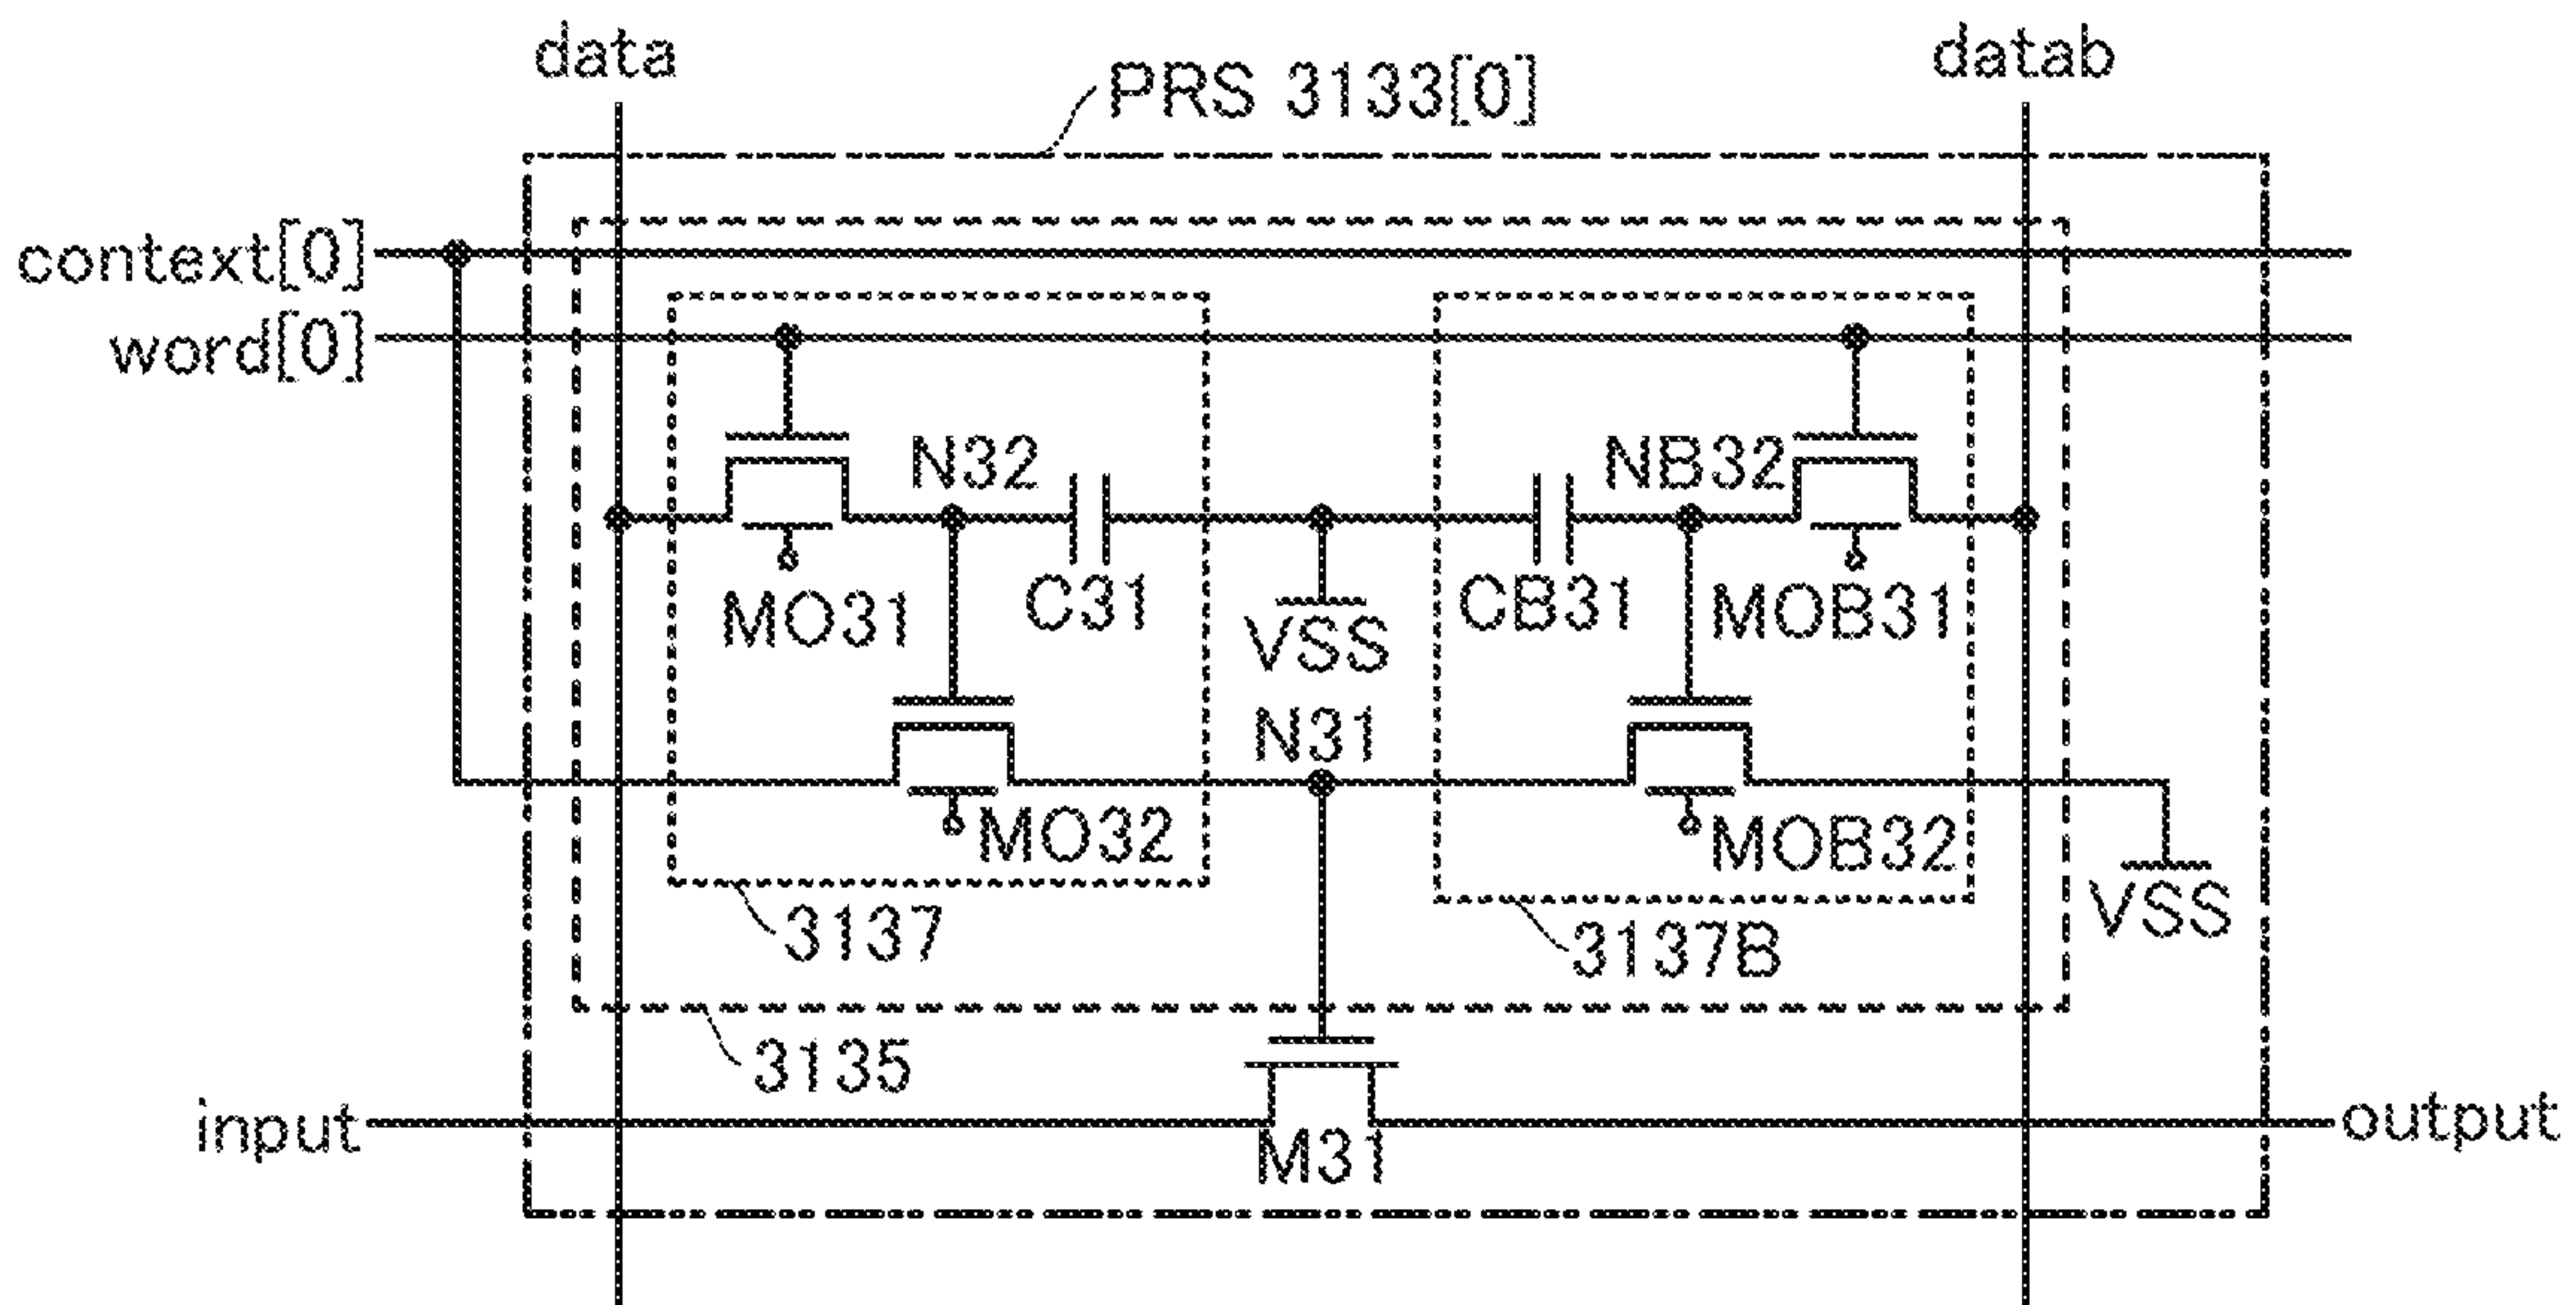 data
datab
PRS 3133[0]
context[0]
word[0]
N32
NB32
MO31
C31
VSS
CB31
MOB31
N31
MO32
MOB32
VSS
3137
3137B
3135
input
output
M31